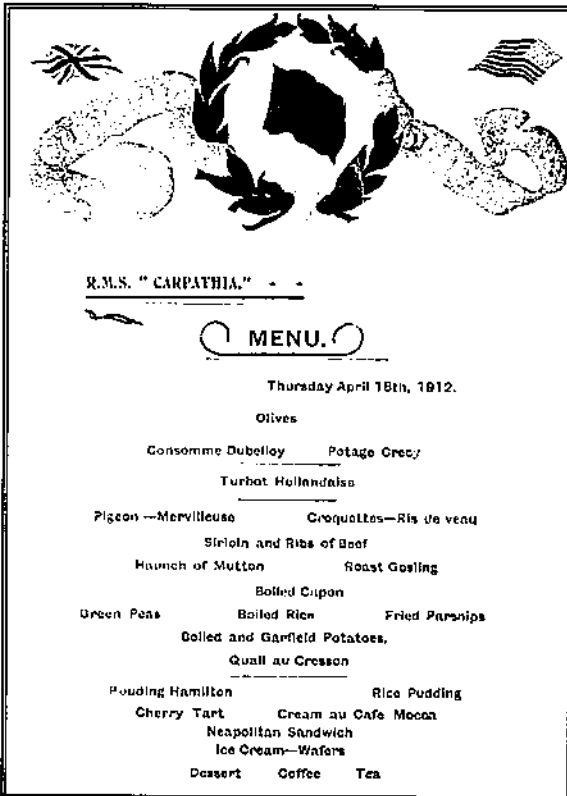 R.M.S. "CARPATHIA."
MENU.
Thursday April 18th, 1912.
Olives
Consomme Dubelloy Potage Crecy
Turbot Hollandaise
Pigeon—Mervilleuse Croquettes—Ris de veau
Sirloin and Ribs of Beef
Haunch of Mutton Roast Gosling
Boiled Capon
Green Peas Boiled Rice Fried Parsnips
Boiled and Garfield Potatoes.
Quail au Cresson
Pouding Hamilton Rice Pudding
Cherry Tart Cream au Cafe Mocca
Neapolitan Sandwich
Ice Cream—Wafers
Dessert Coffee Tea